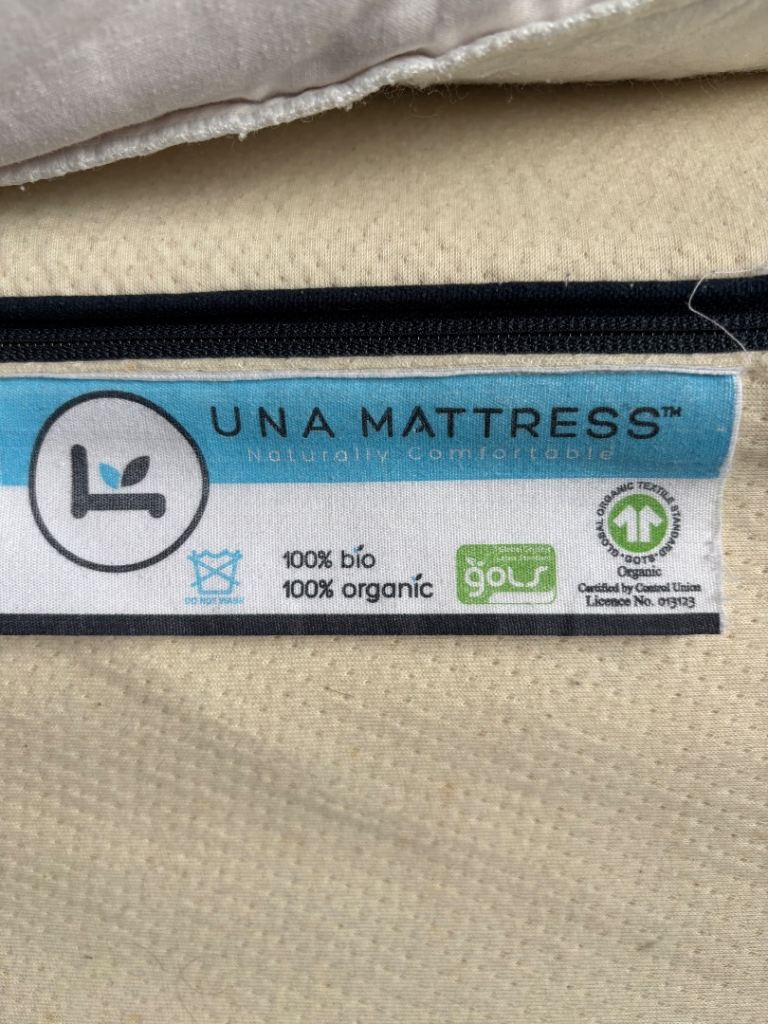 UNA MATTRESS™
Naturally Comfortable
DO NOT WASH
100% bio
100% organic
gols
GLOBAL ORGANIC TEXTILE STANDARD · GOTS ·
Organic
Certified by Control Union
Licence No. 013123